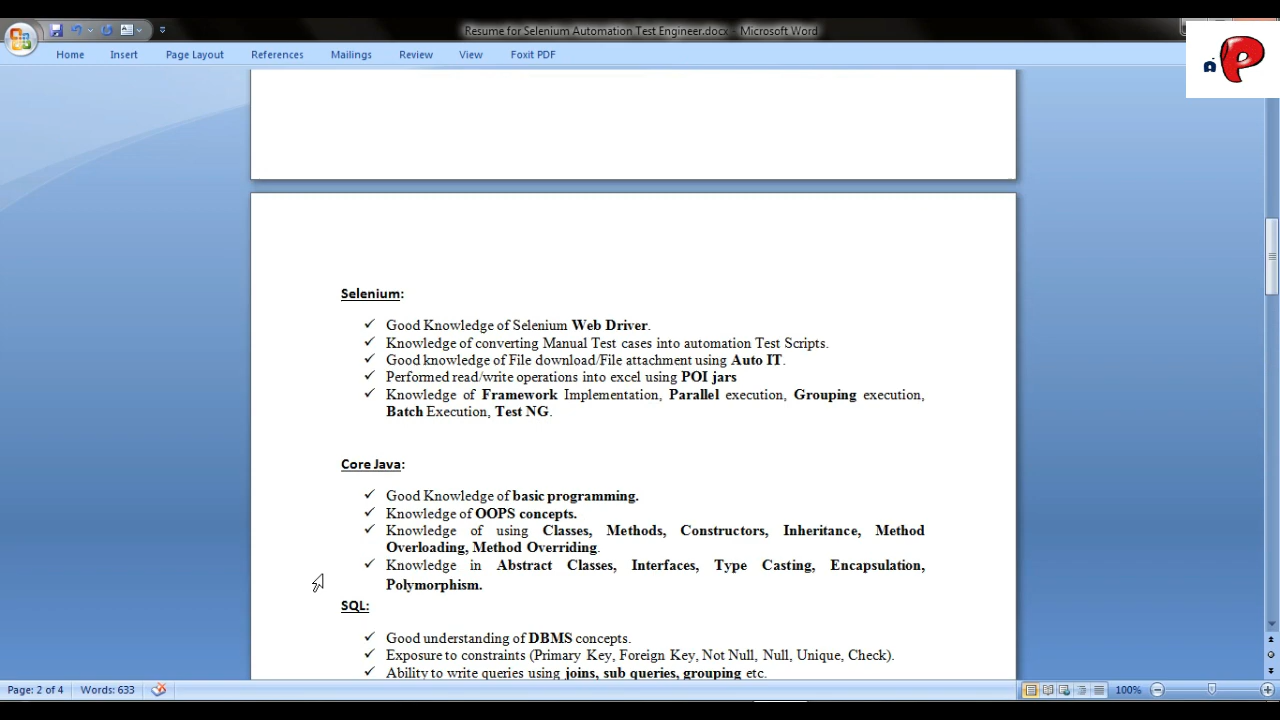 Resume for Selenium Automation Test Engineer.docx - Microsoft Word
Home Insert Page Layout References Mailings Review View Foxit PDF
P
Selenium:
✓ Good Knowledge of Selenium Web Driver.
✓ Knowledge of converting Manual Test cases into automation Test Scripts.
✓ Good knowledge of File download/File attachment using Auto IT.
✓ Performed read/write operations into excel using POI jars
✓ Knowledge of Framework Implementation, Parallel execution, Grouping execution,
Batch Execution, Test NG.
Core Java:
✓ Good Knowledge of basic programming.
✓ Knowledge of OOPS concepts.
✓ Knowledge of using Classes, Methods, Constructors, Inheritance, Method
Overloading, Method Overriding.
✓ Knowledge in Abstract Classes, Interfaces, Type Casting, Encapsulation,
Polymorphism.
SQL:
✓ Good understanding of DBMS concepts.
✓ Exposure to constraints (Primary Key, Foreign Key, Not Null, Null, Unique, Check).
✓ Ability to write queries using joins, sub queries, grouping etc.
Page: 2 of 4 Words: 633 100%